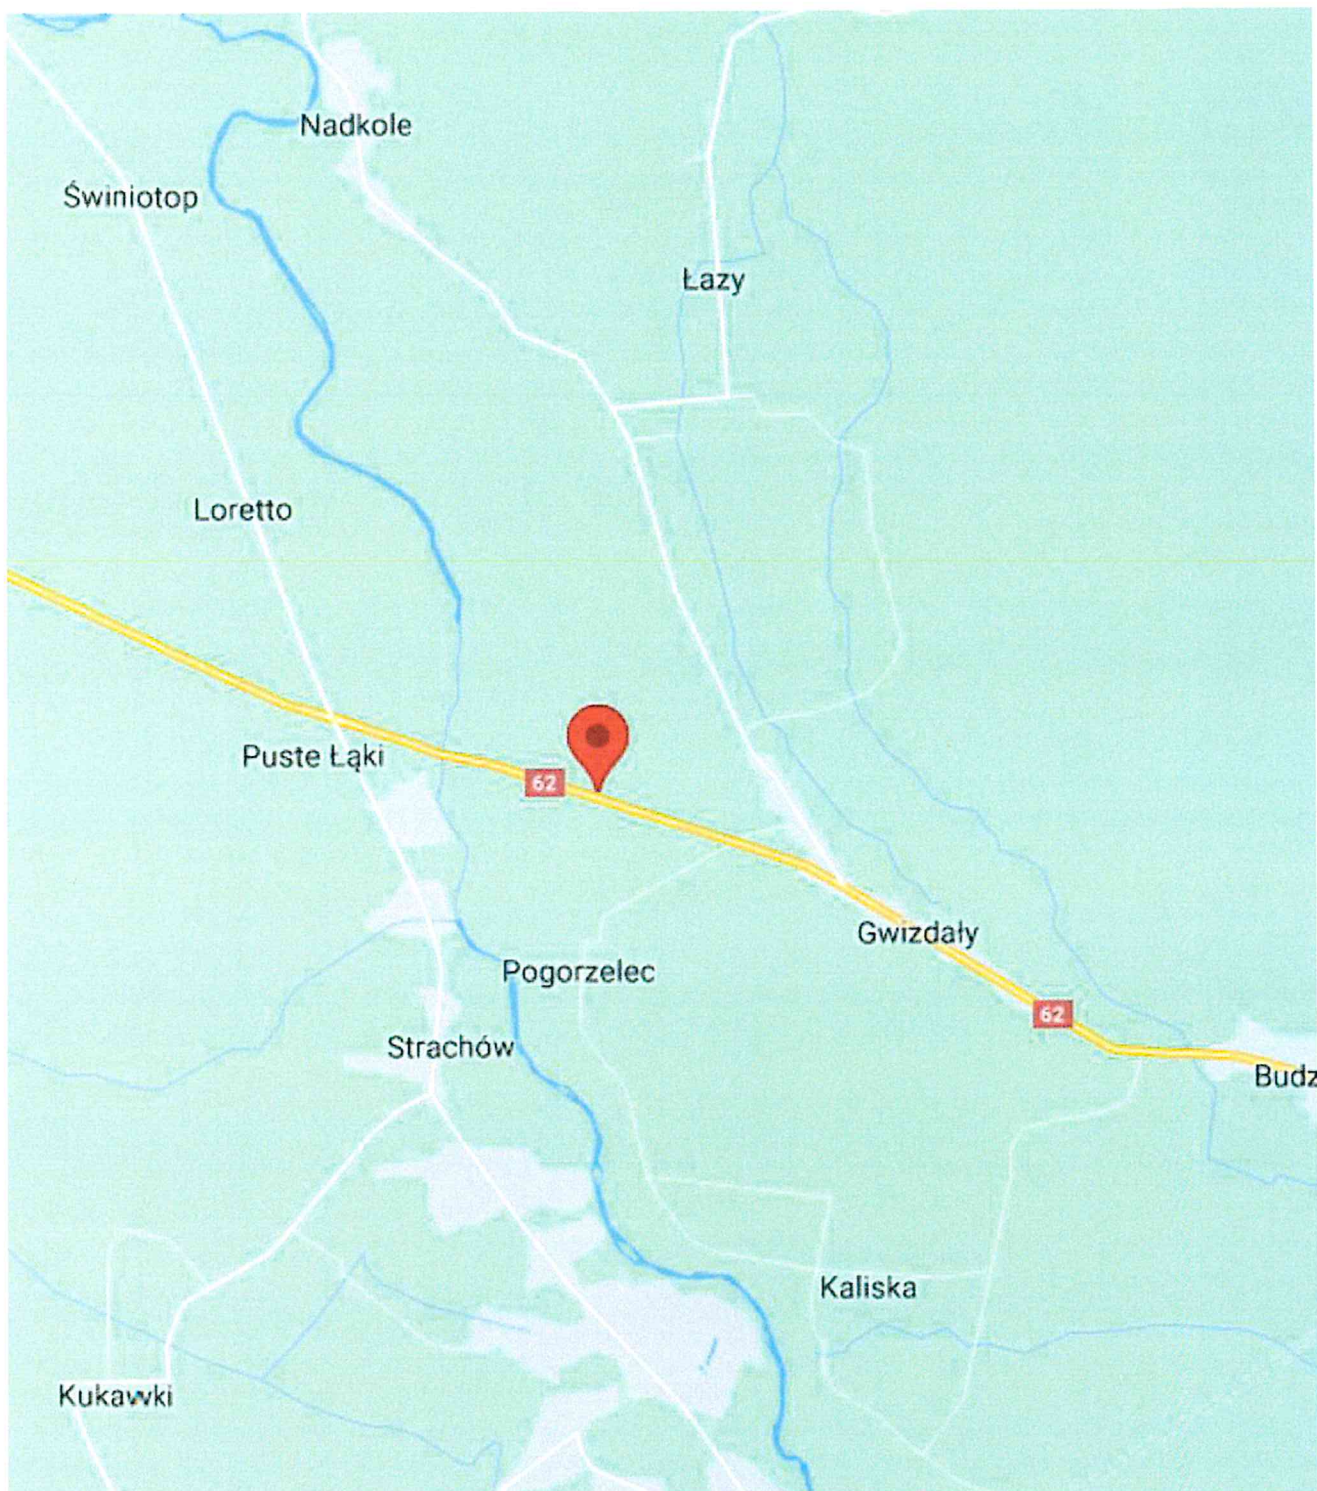 Nadkole
Świniotop
Łazy
Loretto
Puste Łąki
62
Gwizdały
Pogorzelec
62
Strachów
Budz
Kaliska
Kukawki